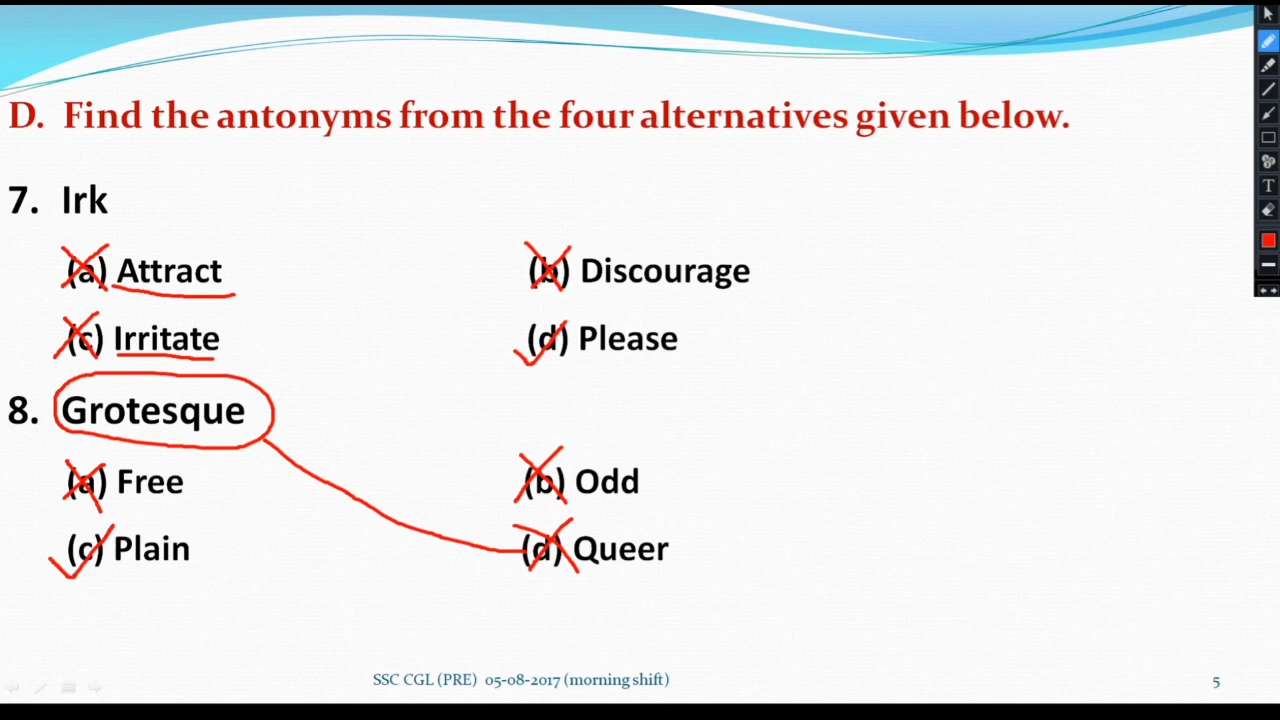 D. Find the antonyms from the four alternatives given below.
7. Irk
(a) Attract (b) Discourage
(c) Irritate (d) Please
8. Grotesque
(a) Free (b) Odd
(c) Plain (d) Queer
SSC CGL (PRE) 05-08-2017 (morning shift) 5
T